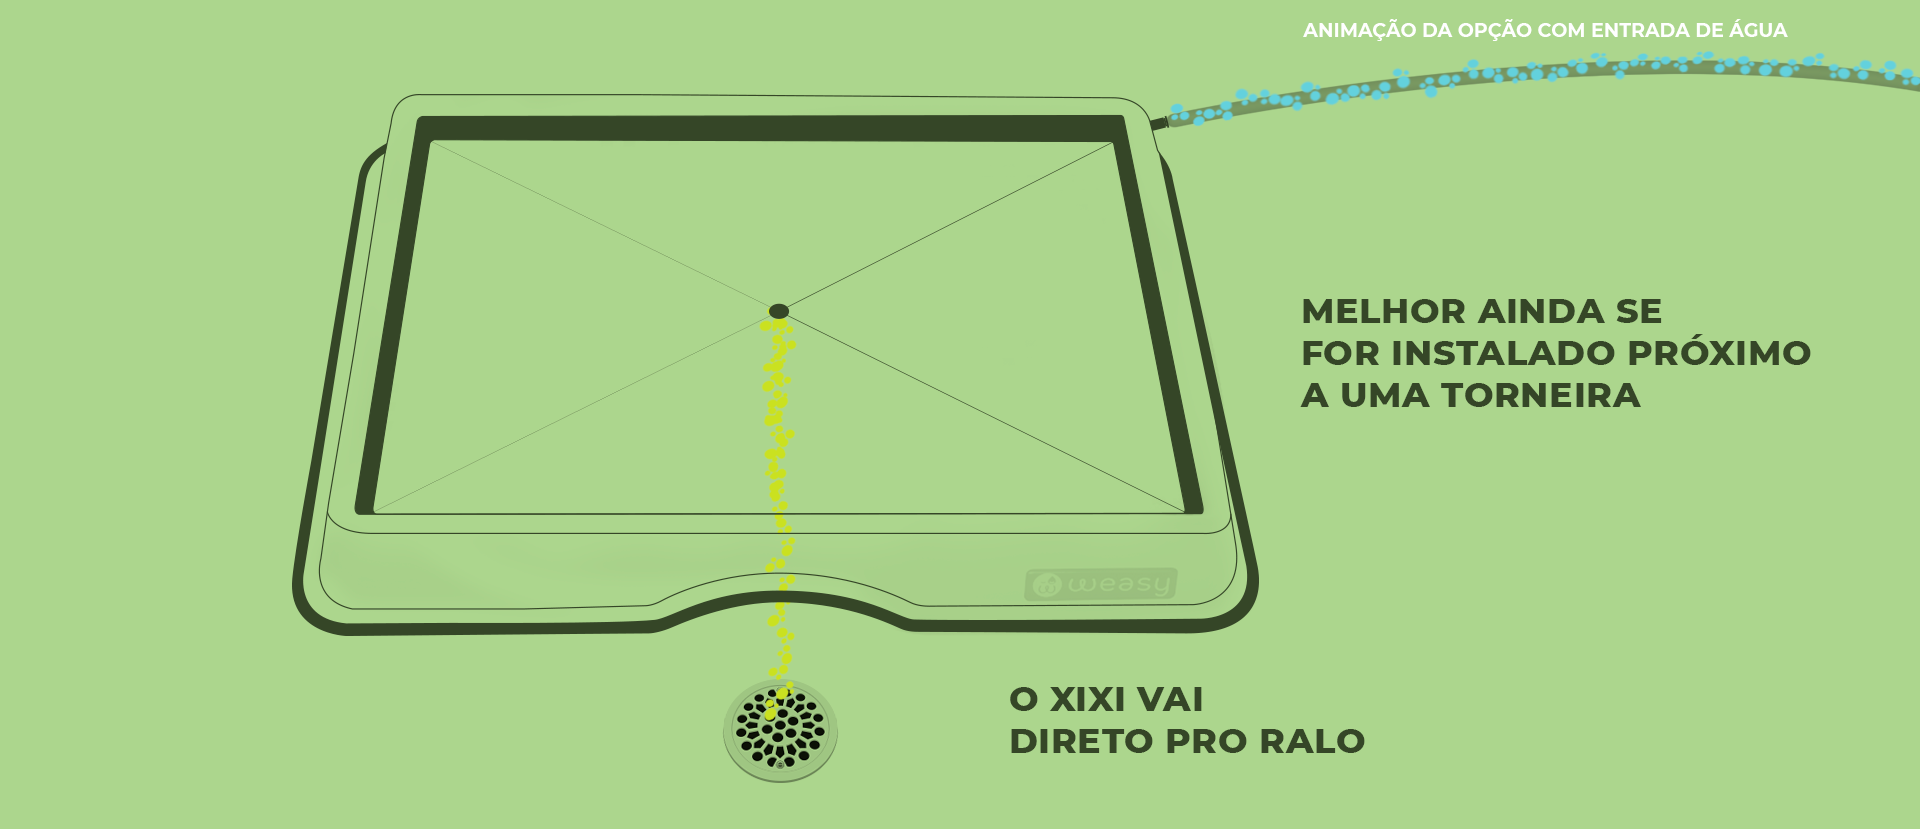 ANIMAÇÃO DA OPÇÃO COM ENTRADA DE ÁGUA
MELHOR AINDA SE
FOR INSTALADO PRÓXIMO
A UMA TORNEIRA
weasy
O XIXI VAI
DIRETO PRO RALO